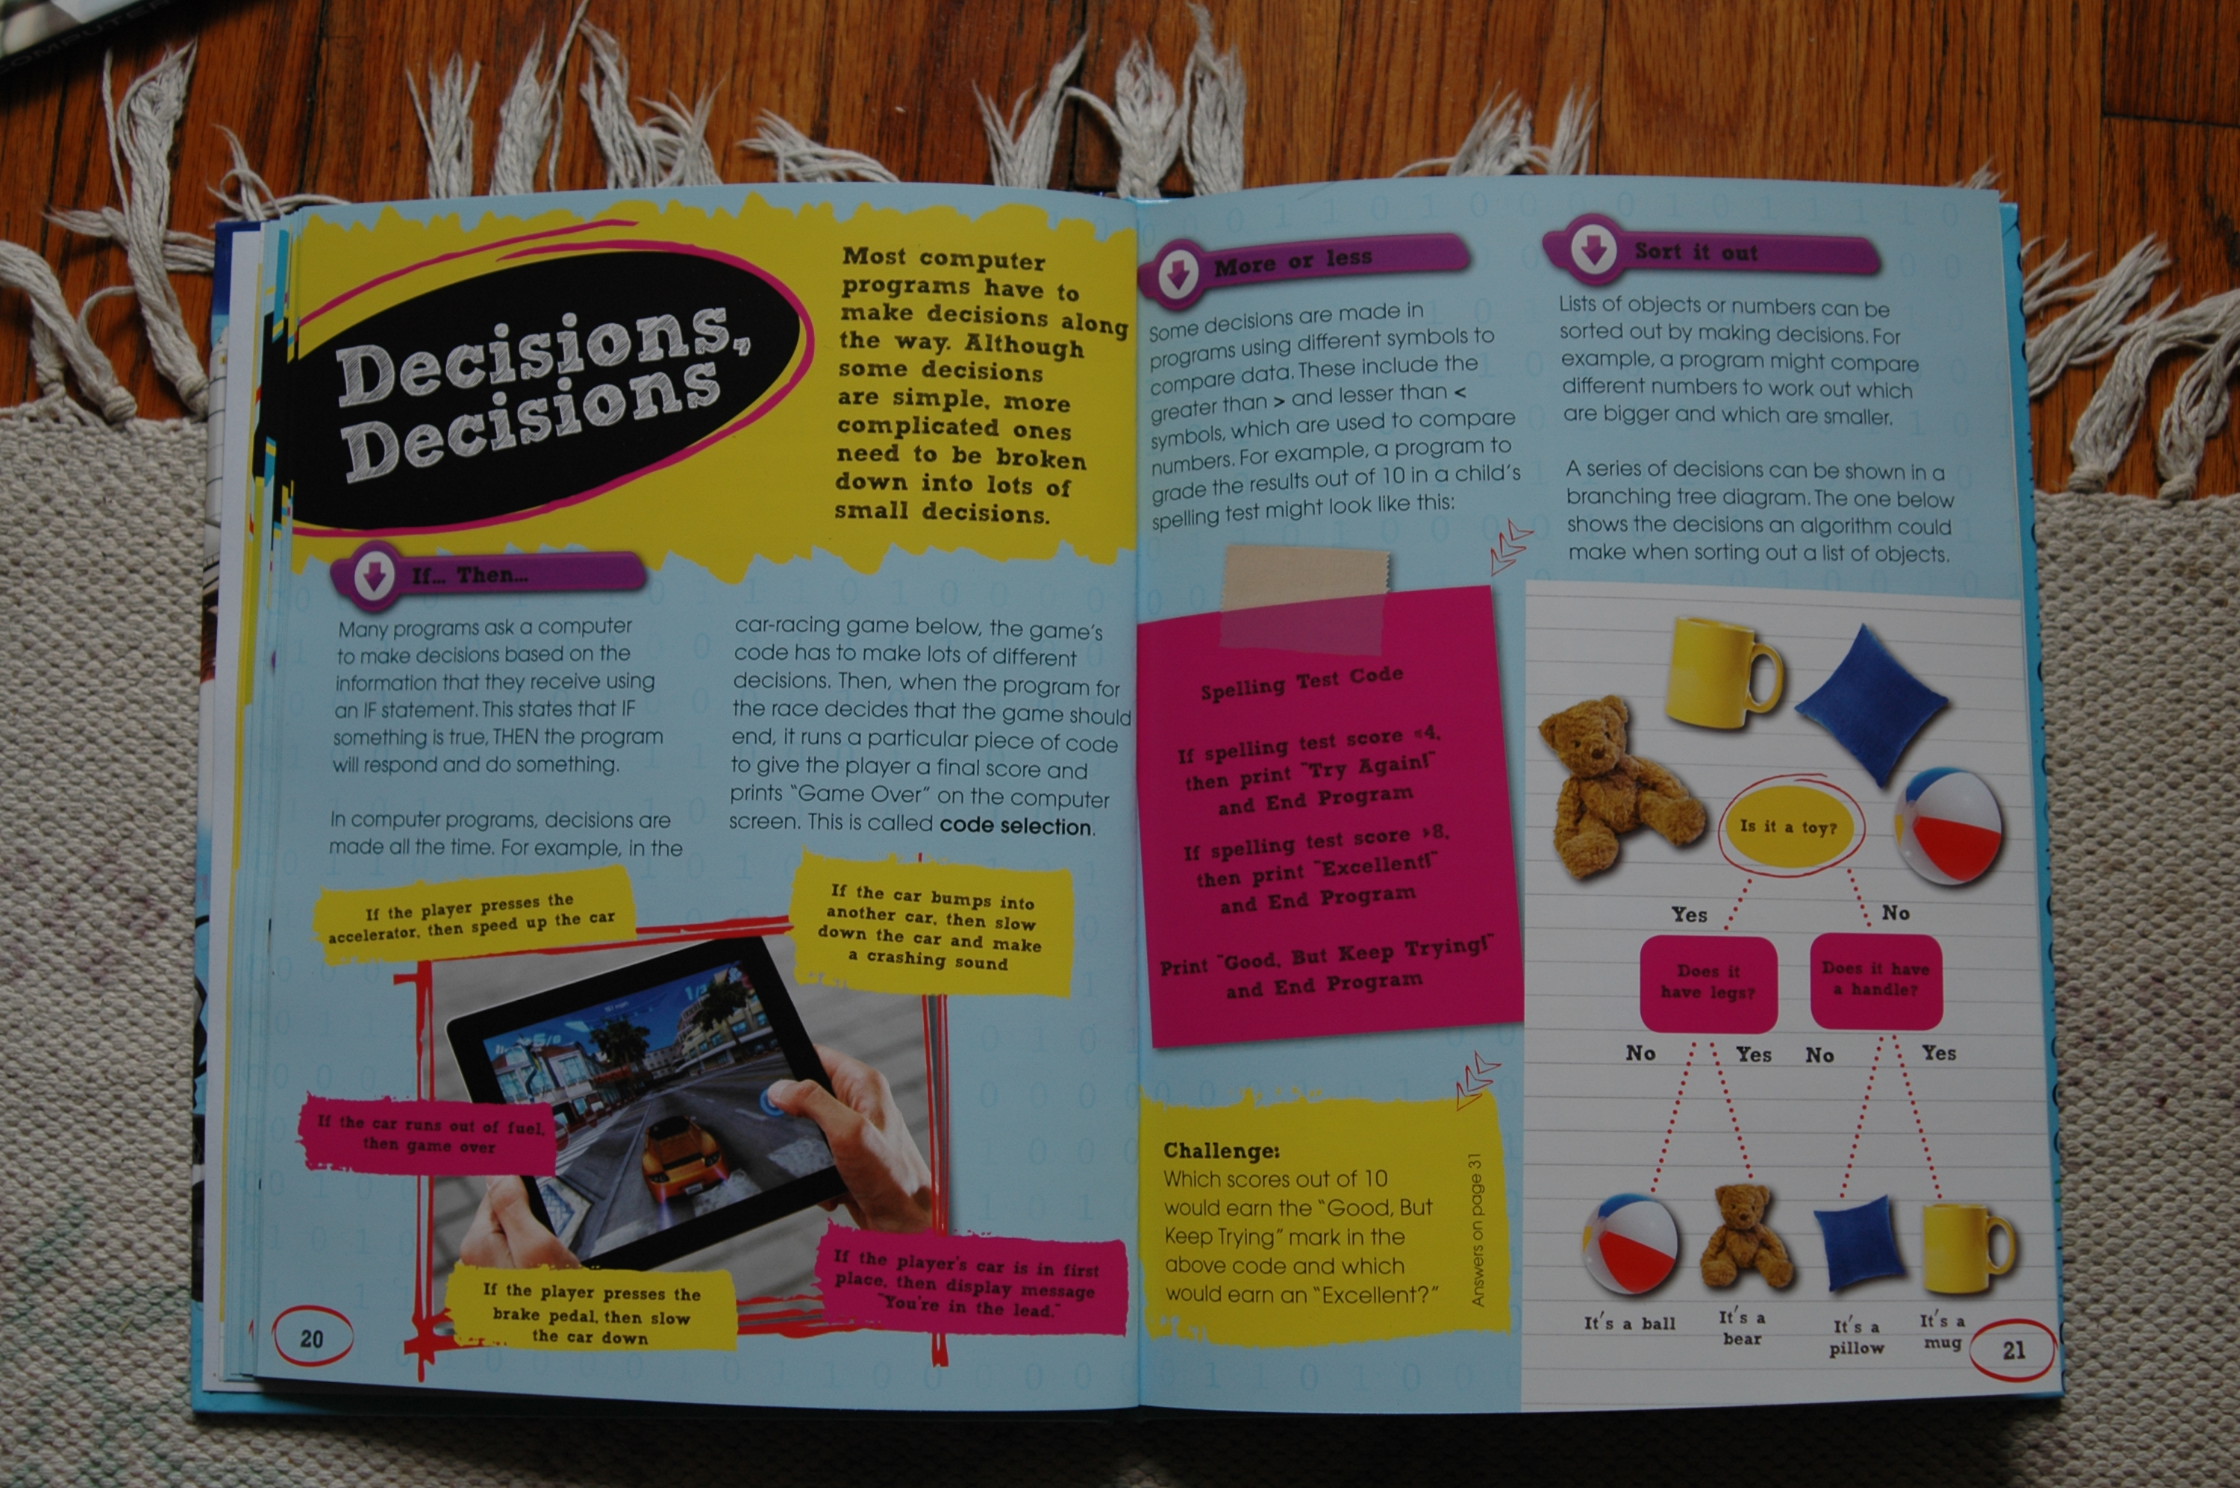 COMPUTER
Decisions,
Decisions
Most computer
programs have to
make decisions along
the way. Although
some decisions
are simple, more
complicated ones
need to be broken
down into lots of
small decisions.
If... Then...
Many programs ask a computer
to make decisions based on the
information that they receive using
an IF statement. This states that IF
something is true, THEN the program
will respond and do something.
In computer programs, decisions are
made all the time. For example, in the
car-racing game below, the game's
code has to make lots of different
decisions. Then, when the program for
the race decides that the game should
end, it runs a particular piece of code
to give the player a final score and
prints "Game Over" on the computer
screen. This is called code selection.
If the player presses the
accelerator, then speed up the car
If the car bumps into
another car, then slow
down the car and make
a crashing sound
If the car runs out of fuel,
then game over
If the player presses the
brake pedal, then slow
the car down
If the player's car is in first
place, then display message
"You're in the lead."
20
More or less
Some decisions are made in
programs using different symbols to
compare data. These include the
greater than > and lesser than <
symbols, which are used to compare
numbers. For example, a program to
grade the results out of 10 in a child's
spelling test might look like this:
Spelling Test Code
If spelling test score <4,
then print "Try Again!"
and End Program
If spelling test score >8,
then print "Excellent!"
and End Program
Print "Good, But Keep Trying!"
and End Program
Challenge:
Which scores out of 10
would earn the "Good, But
Keep Trying" mark in the
above code and which
would earn an "Excellent?"
Answers on page 31
Sort it out
Lists of objects or numbers can be
sorted out by making decisions. For
example, a program might compare
different numbers to work out which
are bigger and which are smaller.
A series of decisions can be shown in a
branching tree diagram. The one below
shows the decisions an algorithm could
make when sorting out a list of objects.
Is it a toy?
Yes No
Does it
have legs?
Does it have
a handle?
No Yes No Yes
It's a ball
It's a
bear
It's a
pillow
It's a
mug
21